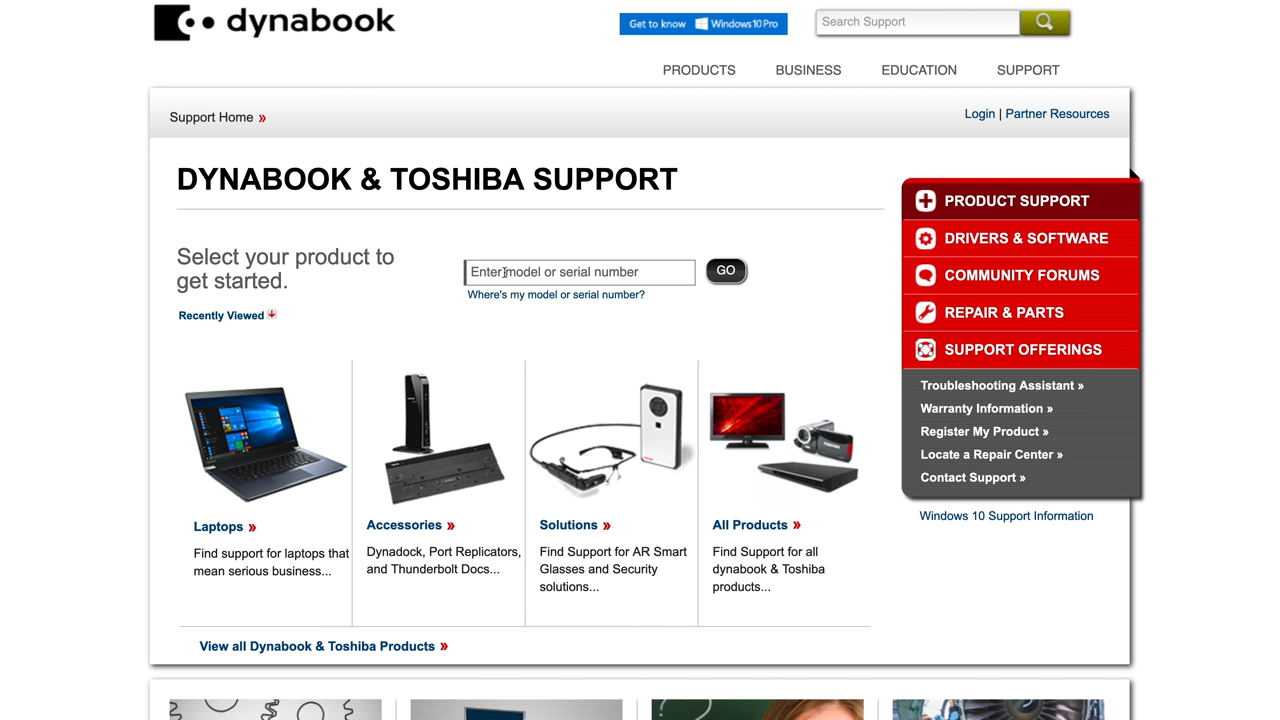 dynabook
Get to know Windows 10 Pro
Search Support
PRODUCTS BUSINESS EDUCATION SUPPORT
Support Home »
Login | Partner Resources
DYNABOOK & TOSHIBA SUPPORT
Select your product to
get started.
Enter model or serial number
GO
Where's my model or serial number?
Recently Viewed
PRODUCT SUPPORT
DRIVERS & SOFTWARE
COMMUNITY FORUMS
REPAIR & PARTS
SUPPORT OFFERINGS
Troubleshooting Assistant »
Warranty Information »
Register My Product »
Locate a Repair Center »
Contact Support »
Windows 10 Support Information
Laptops »
Find support for laptops that
mean serious business...
Accessories »
Dynadock, Port Replicators,
and Thunderbolt Docs...
Solutions »
Find Support for AR Smart
Glasses and Security
solutions...
All Products »
Find Support for all
dynabook & Toshiba
products...
View all Dynabook & Toshiba Products »